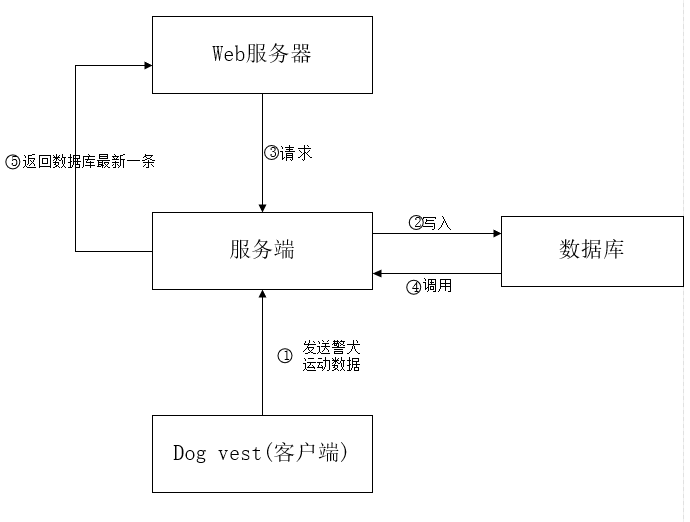 Web服务器
③请求
⑤返回数据库最新一条
②写入
服务端
数据库
④调用
① 发送警犬
运动数据
Dog vest(客户端)